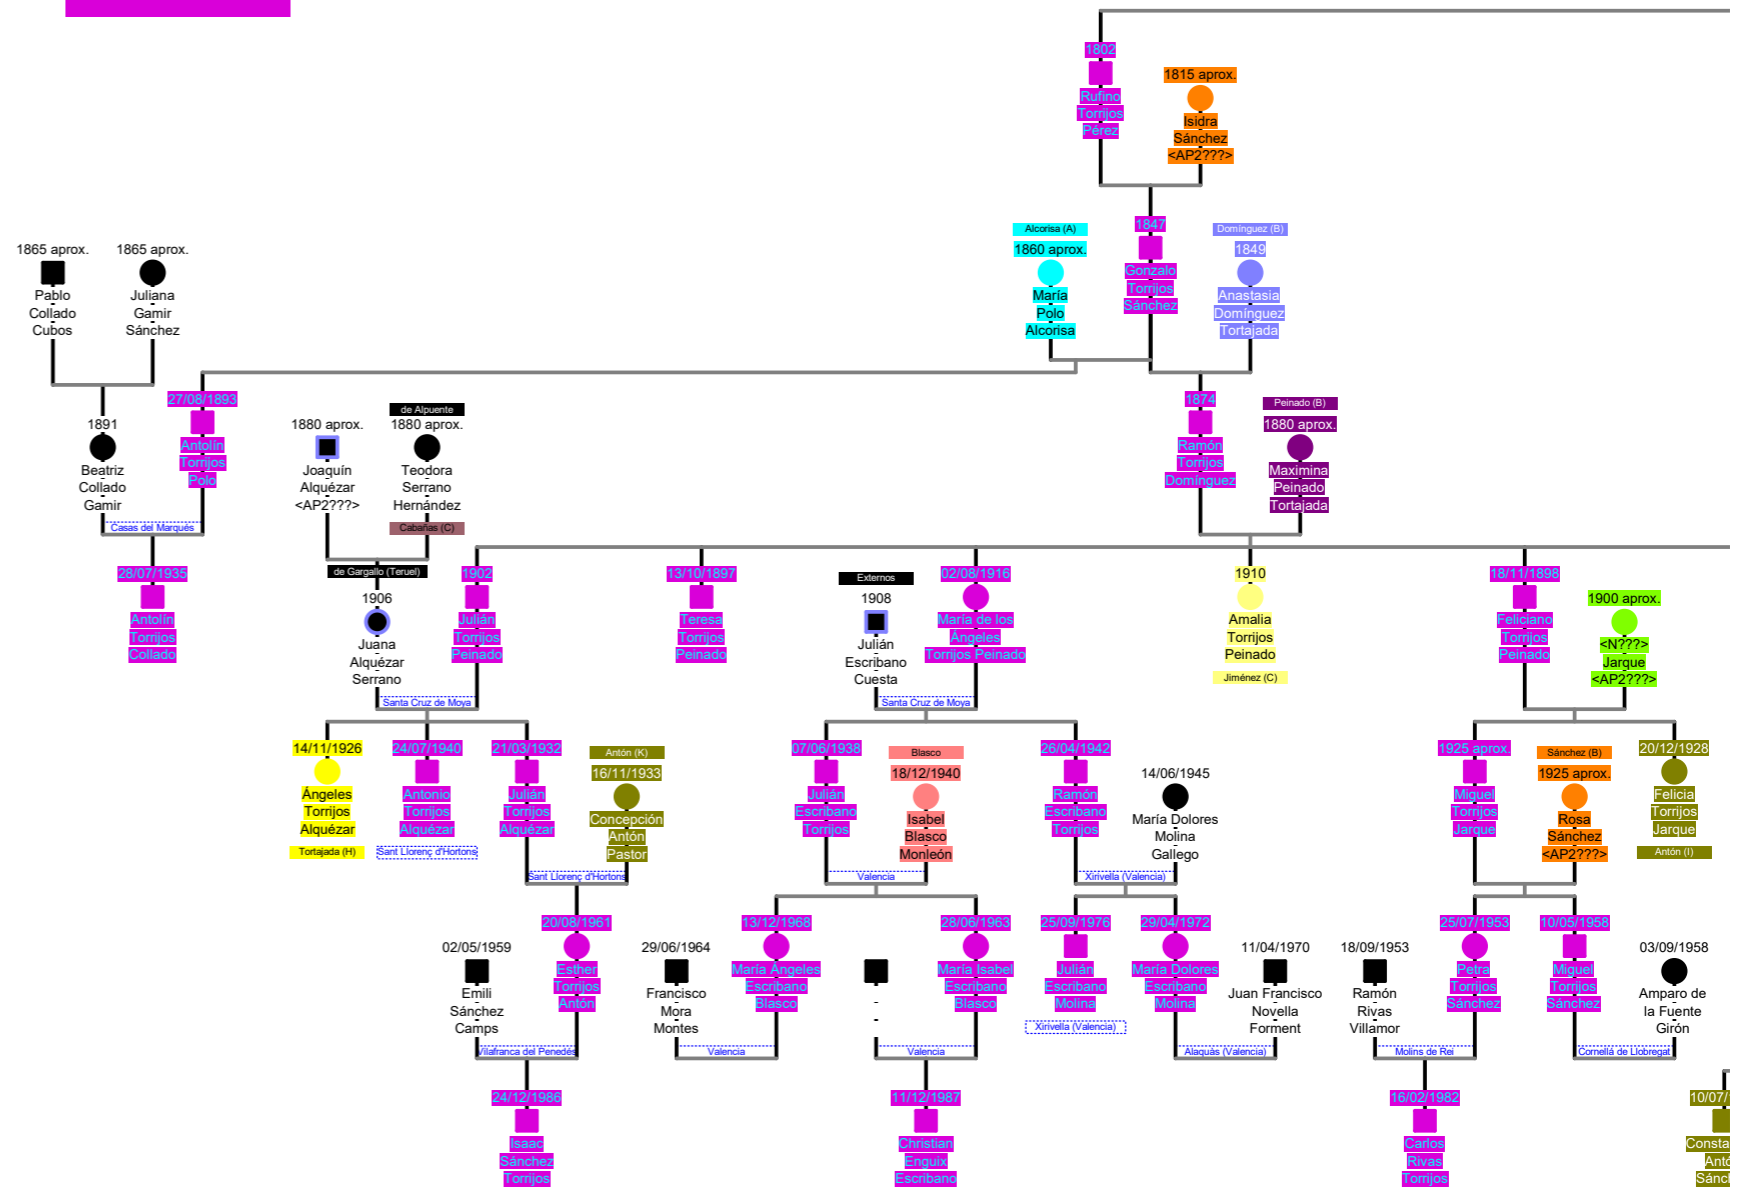 1802
Rufino
Torrijos
Pérez
1815 aprox.
Isidra
Sánchez
<AP2???>
Alcorisa (A)
1860 aprox.
María
Polo
Alcorisa
1847
Gonzalo
Torrijos
Sánchez
Domínguez (B)
1849
Anastasia
Domínguez
Tortajada
1865 aprox.
Pablo
Collado
Cubos
1865 aprox.
Juliana
Gamir
Sánchez
1891
Beatriz
Collado
Gamir
27/08/1893
Antolín
Torrijos
Polo
Casas del Marqués
1880 aprox.
Joaquín
Alquézar
<AP2???>
de Alpuente
1880 aprox.
Teodora
Serrano
Hernández
Cabañas (C)
1874
Ramón
Torrijos
Domínguez
Peinado (B)
1880 aprox.
Maximina
Peinado
Tortajada
28/07/1935
Antolín
Torrijos
Collado
de Gargallo (Teruel)
1906
Juana
Alquézar
Serrano
1902
Julián
Torrijos
Peinado
Santa Cruz de Moya
13/10/1897
Teresa
Torrijos
Peinado
Externos
1908
Julián
Escribano
Cuesta
02/08/1916
María de los
Ángeles
Torrijos Peinado
Santa Cruz de Moya
1910
Amalia
Torrijos
Peinado
Jiménez (C)
18/11/1898
Feliciano
Torrijos
Peinado
1900 aprox.
<N???>
Jarque
<AP2???>
14/11/1926
Ángeles
Torrijos
Alquézar
Tortajada (H)
24/07/1940
Antonio
Torrijos
Alquézar
Sant Llorenç d'Hortons
21/03/1932
Julián
Torrijos
Alquézar
Antón (K)
16/11/1933
Concepción
Antón
Pastor
Sant Llorenç d'Hortons
07/06/1938
Julián
Escribano
Torrijos
Blasco
18/12/1940
Isabel
Blasco
Monleón
Valencia
26/04/1942
Ramón
Escribano
Torrijos
14/06/1945
María Dolores
Molina
Gallego
Xirivella (Valencia)
1925 aprox.
Miguel
Torrijos
Jarque
Sánchez (B)
1925 aprox.
Rosa
Sánchez
<AP2???>
20/12/1928
Felicia
Torrijos
Jarque
Antón (I)
02/05/1959
Emili
Sánchez
Camps
20/08/1961
Esther
Torrijos
Antón
Vilafranca del Penedés
29/06/1964
Francisco
Mora
Montes
13/12/1968
María Ángeles
Escribano
Blasco
Valencia
-
-
28/06/1963
María Isabel
Escribano
Blasco
Valencia
25/09/1976
Julián
Escribano
Molina
Xirivella (Valencia)
29/04/1972
María Dolores
Escribano
Molina
11/04/1970
Juan Francisco
Novella
Forment
Alaquàs (Valencia)
18/09/1953
Ramón
Rivas
Villamor
25/07/1953
Petra
Torrijos
Sánchez
Molins de Rei
10/05/1958
Miguel
Torrijos
Sánchez
03/09/1958
Amparo de
la Fuente
Girón
Cornellá de Llobregat
24/12/1986
Isaac
Sánchez
Torrijos
11/12/1987
Christian
Enguix
Escribano
16/02/1982
Carlos
Rivas
Torrijos
10/07/
Consta
Antó
Sánc